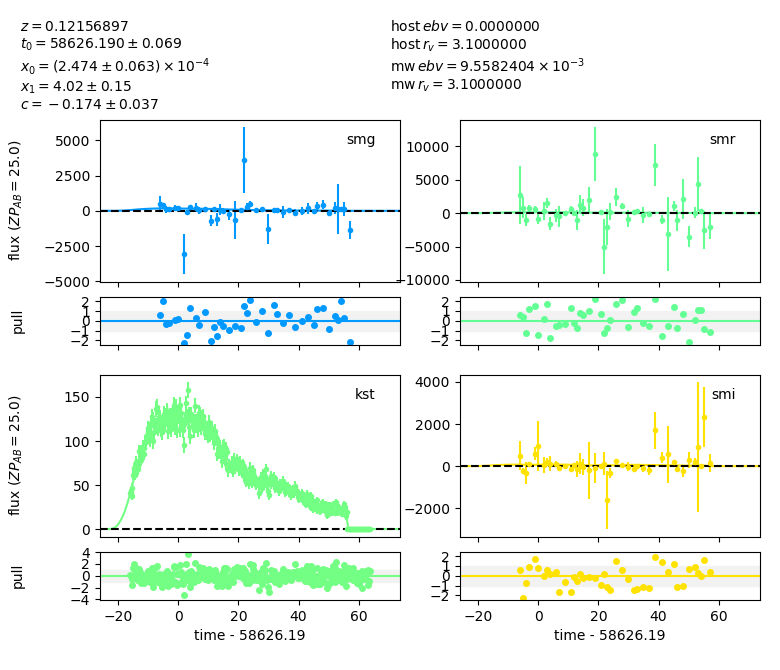 z = 0.12156897
t₀ = 58626.190 ± 0.069
x₀ = (2.474 ± 0.063) × 10⁻⁴
x₁ = 4.02 ± 0.15
c = −0.174 ± 0.037
host ebv = 0.0000000
host r_v = 3.1000000
mw ebv = 9.5582404 × 10⁻³
mw r_v = 3.1000000
smg
5000
2500
0
−2500
−5000
flux (ZP_AB = 25.0)
smr
10000
5000
0
−5000
−10000
2
1
0
−1
−2
pull
2
1
0
−1
−2
kst
150
100
50
0
flux (ZP_AB = 25.0)
smi
4000
2000
0
−2000
4
2
0
−2
−4
pull
2
1
0
−1
−2
−20 0 20 40 60
time - 58626.19
−20 0 20 40 60
time - 58626.19